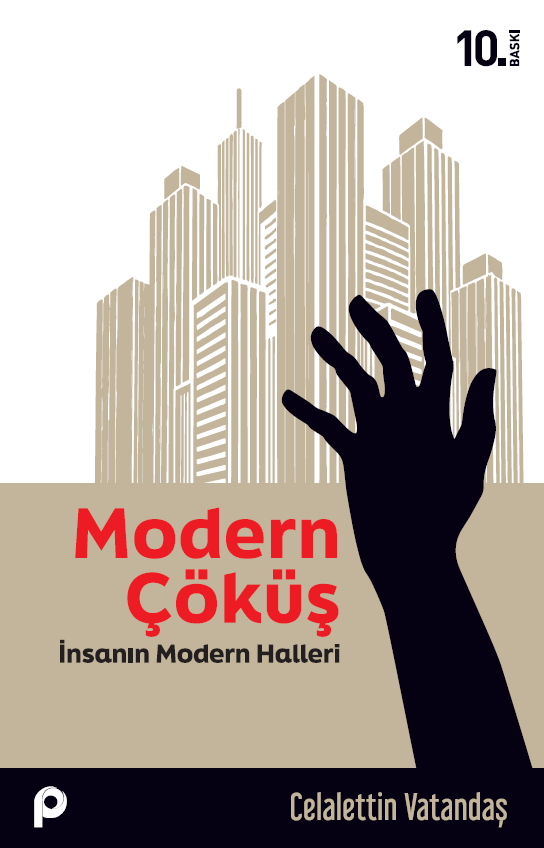 10.
BASKI
Modern
Çöküş
İnsanın Modern Halleri
Celalettin Vatandaş